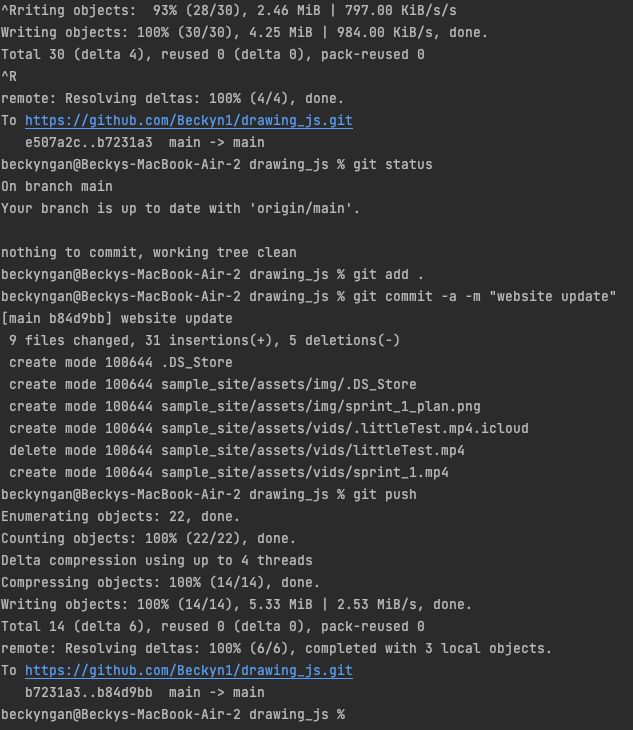 ^Rriting objects:  93% (28/30), 2.46 MiB | 797.00 KiB/s/s
Writing objects: 100% (30/30), 4.25 MiB | 984.00 KiB/s, done.
Total 30 (delta 4), reused 0 (delta 0), pack-reused 0
^R
remote: Resolving deltas: 100% (4/4), done.
To https://github.com/Beckyn1/drawing_js.git
   e507a2c..b7231a3  main -> main
beckyngan@Beckys-MacBook-Air-2 drawing_js % git status
On branch main
Your branch is up to date with 'origin/main'.

nothing to commit, working tree clean
beckyngan@Beckys-MacBook-Air-2 drawing_js % git add .
beckyngan@Beckys-MacBook-Air-2 drawing_js % git commit -a -m "website update"
[main b84d9bb] website update
 9 files changed, 31 insertions(+), 5 deletions(-)
 create mode 100644 .DS_Store
 create mode 100644 sample_site/assets/img/.DS_Store
 create mode 100644 sample_site/assets/img/sprint_1_plan.png
 create mode 100644 sample_site/assets/vids/.littleTest.mp4.icloud
 delete mode 100644 sample_site/assets/vids/littleTest.mp4
 create mode 100644 sample_site/assets/vids/sprint_1.mp4
beckyngan@Beckys-MacBook-Air-2 drawing_js % git push
Enumerating objects: 22, done.
Counting objects: 100% (22/22), done.
Delta compression using up to 4 threads
Compressing objects: 100% (14/14), done.
Writing objects: 100% (14/14), 5.33 MiB | 2.53 MiB/s, done.
Total 14 (delta 6), reused 0 (delta 0), pack-reused 0
remote: Resolving deltas: 100% (6/6), completed with 3 local objects.
To https://github.com/Beckyn1/drawing_js.git
   b7231a3..b84d9bb  main -> main
beckyngan@Beckys-MacBook-Air-2 drawing_js %